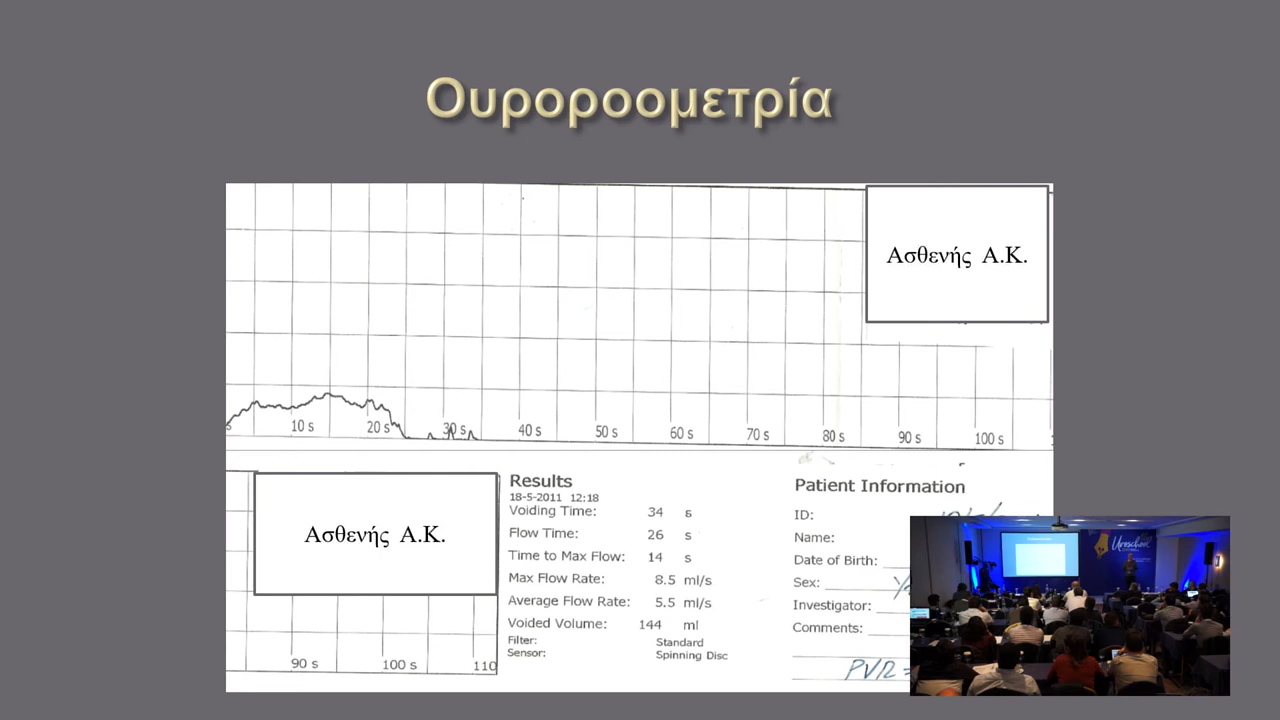 Ουροροομετρία
Ασθενής Α.Κ.
10 s 20 s 30 s 40 s 50 s 60 s 70 s 80 s 90 s 100 s
Ασθενής Α.Κ.
90 s 100 s 110
Results
18-5-2011 12:18
Voiding Time: 34 s
Flow Time: 26 s
Time to Max Flow: 14 s
Max Flow Rate: 8.5 ml/s
Average Flow Rate: 5.5 ml/s
Voided Volume: 144 ml
Filter: Standard
Sensor: Spinning Disc
Patient Information
ID:
Name:
Date of Birth:
Sex:
Investigator:
Comments:
PVR =
Uroschool